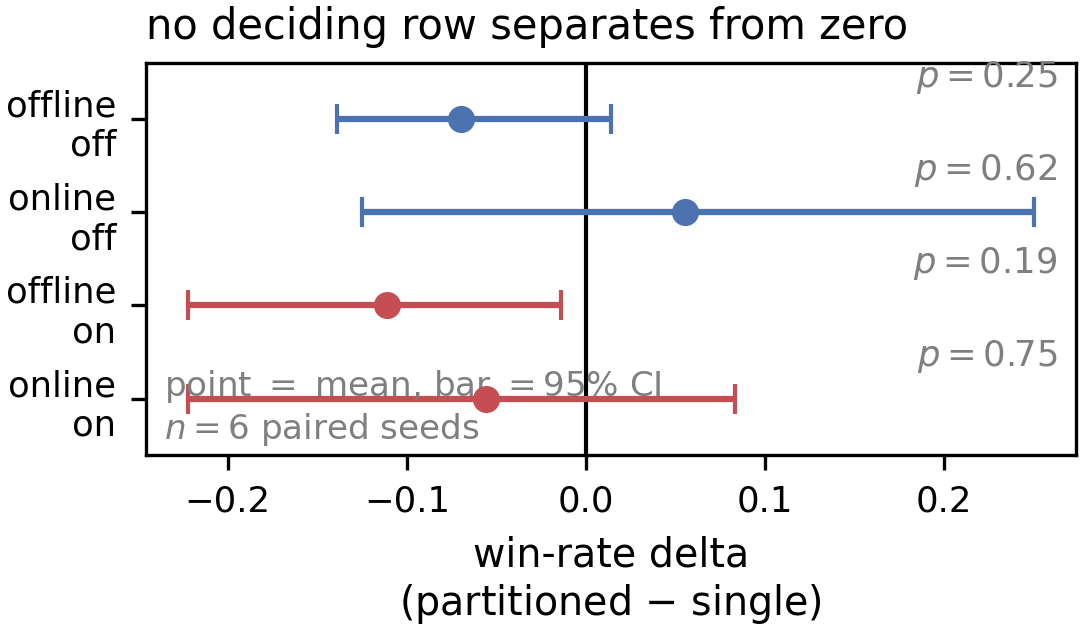 no deciding row separates from zero
offline
off
p = 0.25
online
off
p = 0.62
offline
on
p = 0.19
online
on
p = 0.75
point = mean, bar = 95% CI
n = 6 paired seeds
−0.2 −0.1 0.0 0.1 0.2
win-rate delta
(partitioned − single)